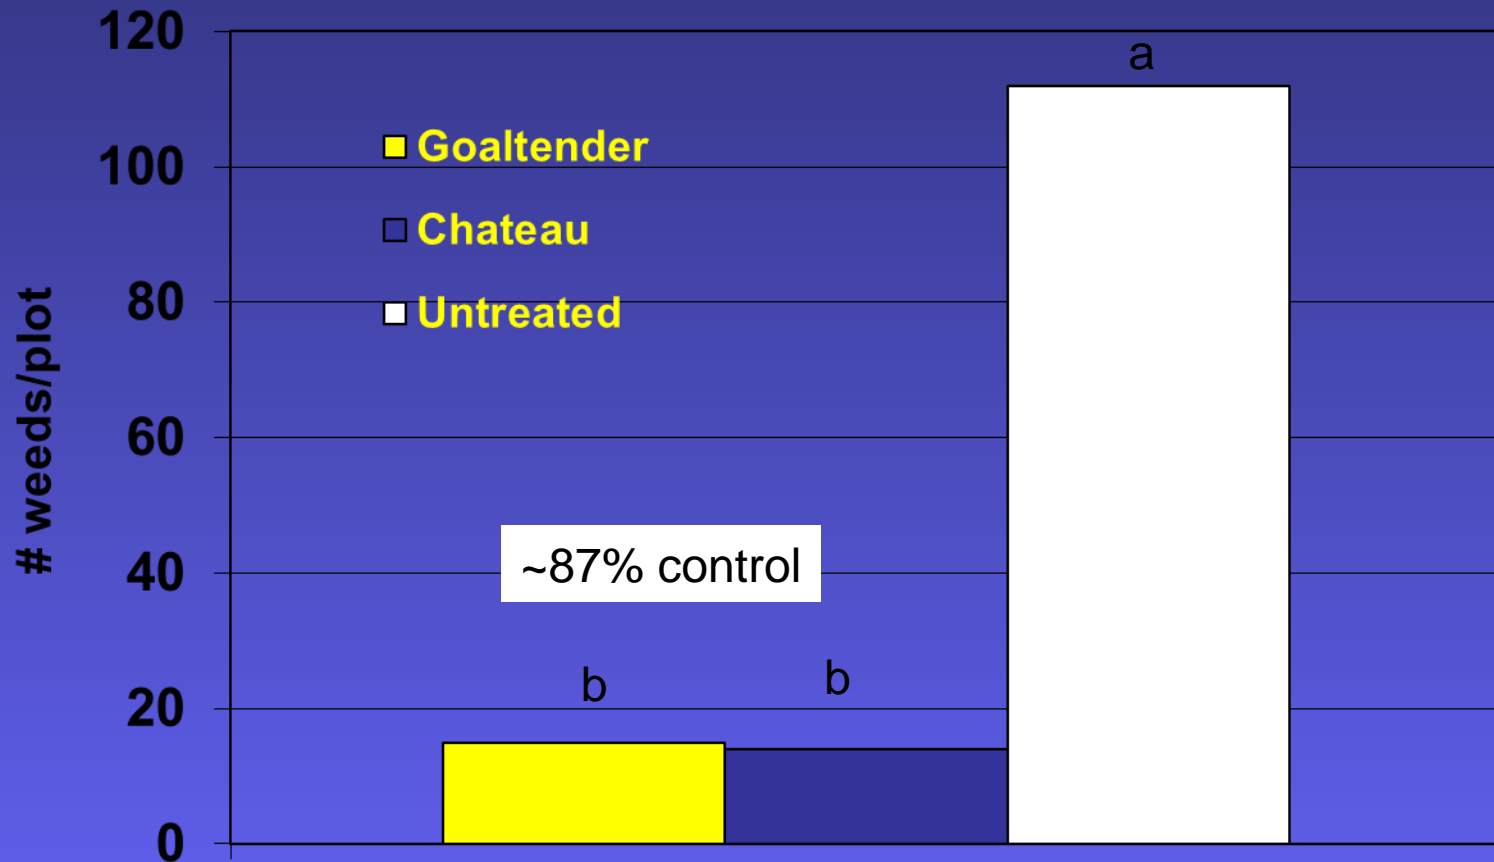 # weeds/plot
120
100
80
60
40
20
0
Goaltender
Chateau
Untreated
~87% control
b
b
a